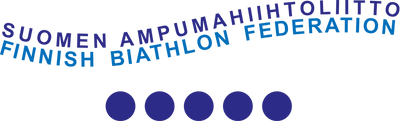 SUOMEN AMPUMAHIIHTOLIITTO
FINNISH BIATHLON FEDERATION